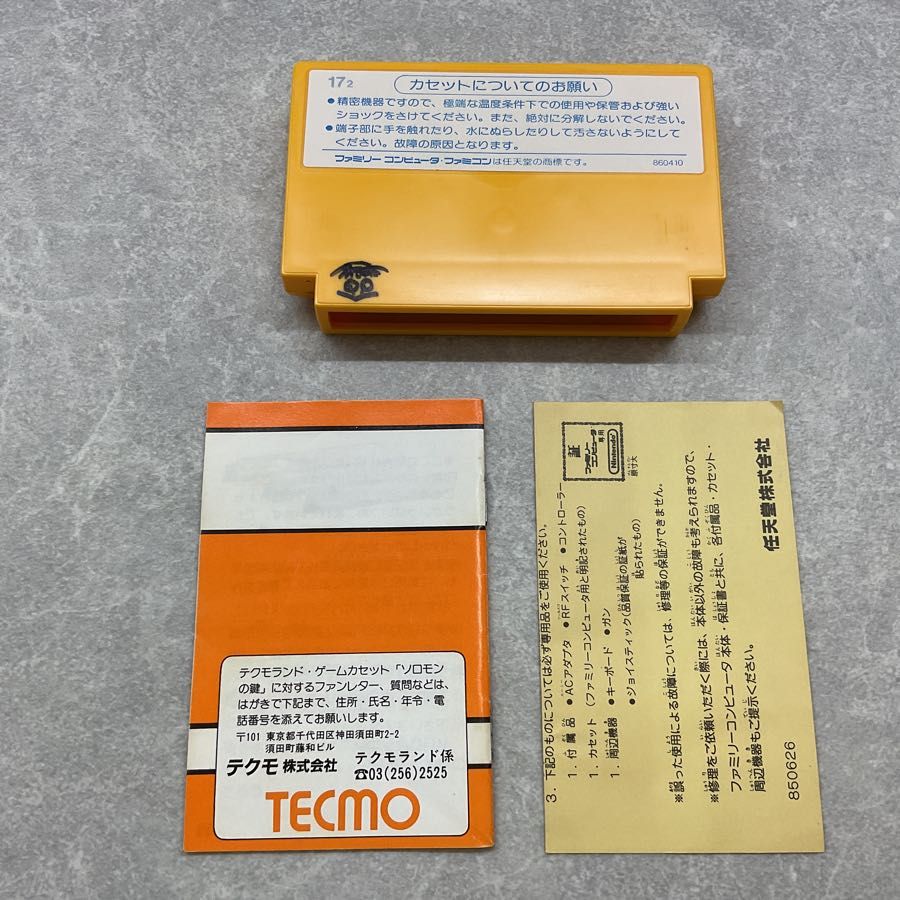 17₂
カセットについてのお願い
●精密機器ですので、極端な温度条件下での使用や保管および強い
ショックをさけてください。また、絶対に分解しないでください。
●端子部に手を触れたり、水にぬらしたりして汚さないようにして
ください。故障の原因となります。
ファミリー コンピュータ・ファミコンは任天堂の商標です。
860410
テクモランド・ゲームカセット「ソロモン
の鍵」に対するファンレター、質問などは、
はがきで下記まで、住所・氏名・年令・電
話番号を添えてお願いします。
〒101 東京都千代田区神田須田町2-2
須田町藤和ビル
テクモ 株式会社
テクモランド係
☎03(256)2525
TECMO
3. 下記のものについては必ず専用品をご使用ください。
1. 付属品 ●ACアダプタ ●RFスイッチ ●コントローラー
1. カセット(ファミリーコンピュータ用と明記されたもの)
1. 周辺機器 ●キーボード ●ガン
●ジョイスティック(品質保証の証紙が
貼られたもの)
証
ファミリー
コンピュータ
専用
Nintendo
原寸大
※誤った使用による故障については、修理等の保証ができません。
※修理をご依頼いただく際には、本体以外の故障も考えられますので、
ファミリーコンピュータ本体・保証書と共に、各付属品・カセット・
周辺機器もご提示ください。
任天堂株式会社
850626